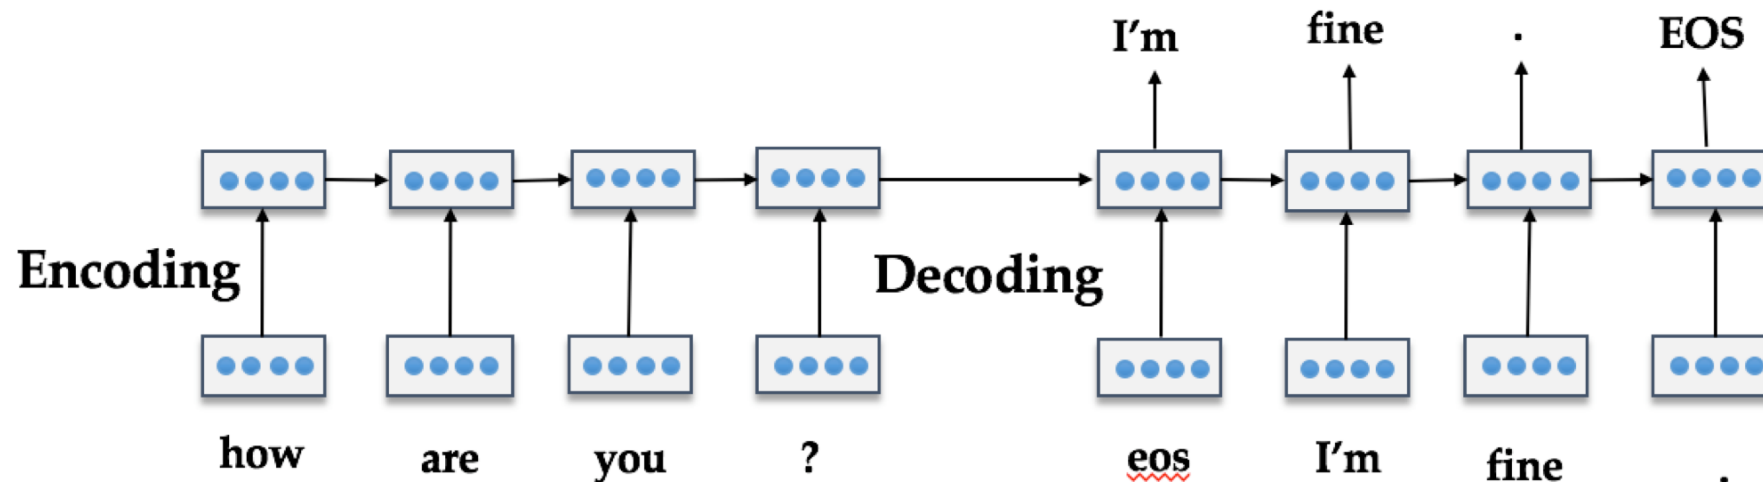 I'm fine . EOS
Encoding Decoding
how are you ? eos I'm fine .